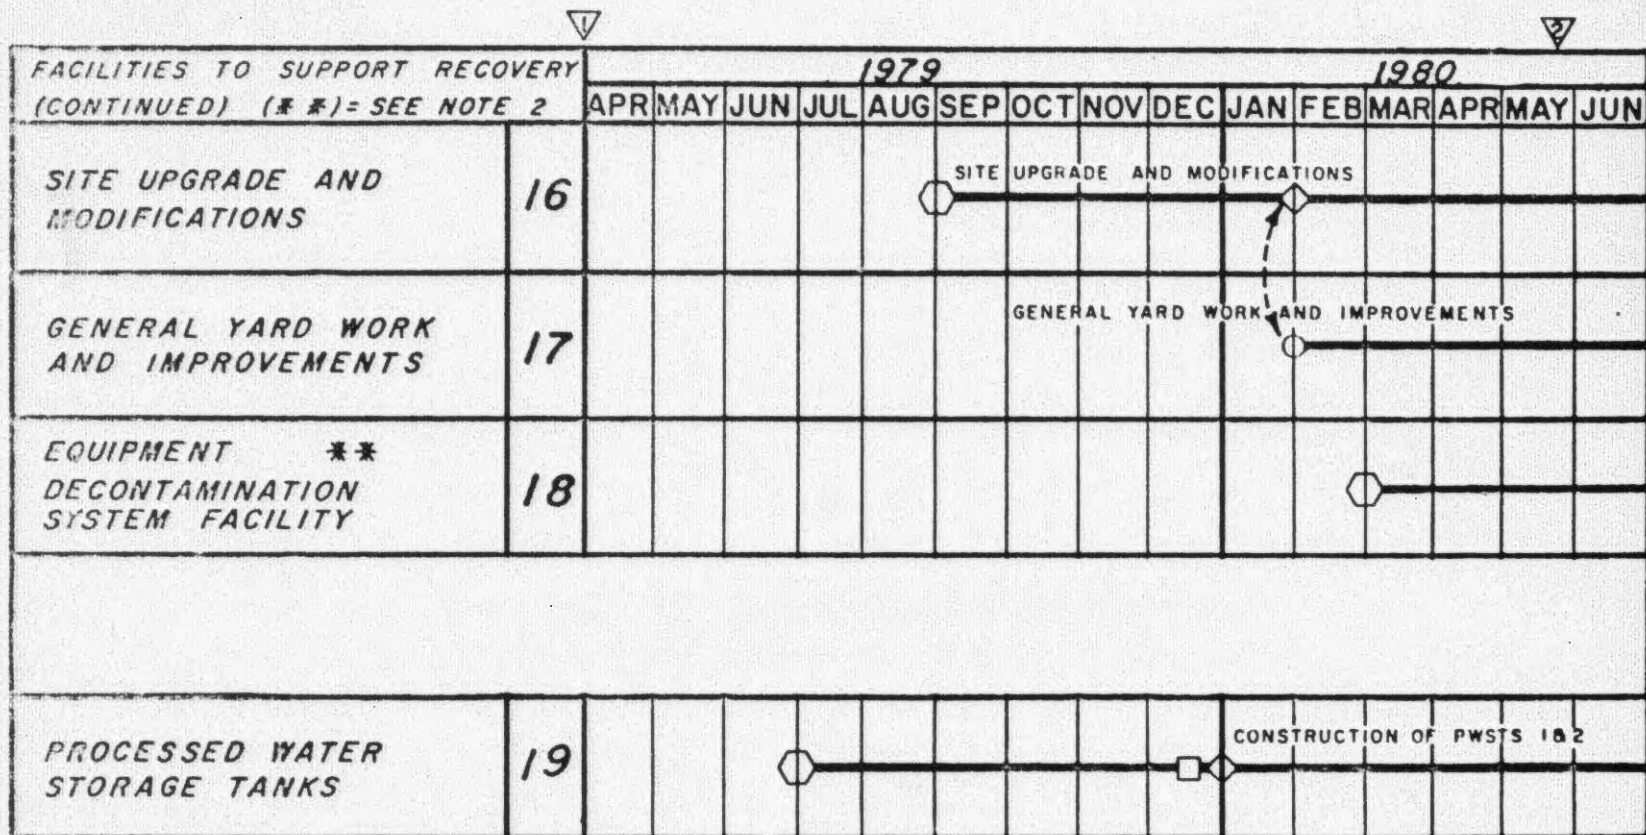 1
2
FACILITIES TO SUPPORT RECOVERY
(CONTINUED) (* *)= SEE NOTE 2
1979
1980
APR MAY JUN JUL AUG SEP OCT NOV DEC JAN FEB MAR APR MAY JUN
SITE UPGRADE AND
MODIFICATIONS
16
SITE UPGRADE AND MODIFICATIONS
GENERAL YARD WORK
AND IMPROVEMENTS
17
GENERAL YARD WORK AND IMPROVEMENTS
EQUIPMENT **
DECONTAMINATION
SYSTEM FACILITY
18
PROCESSED WATER
STORAGE TANKS
19
CONSTRUCTION OF PWSTS 1&2